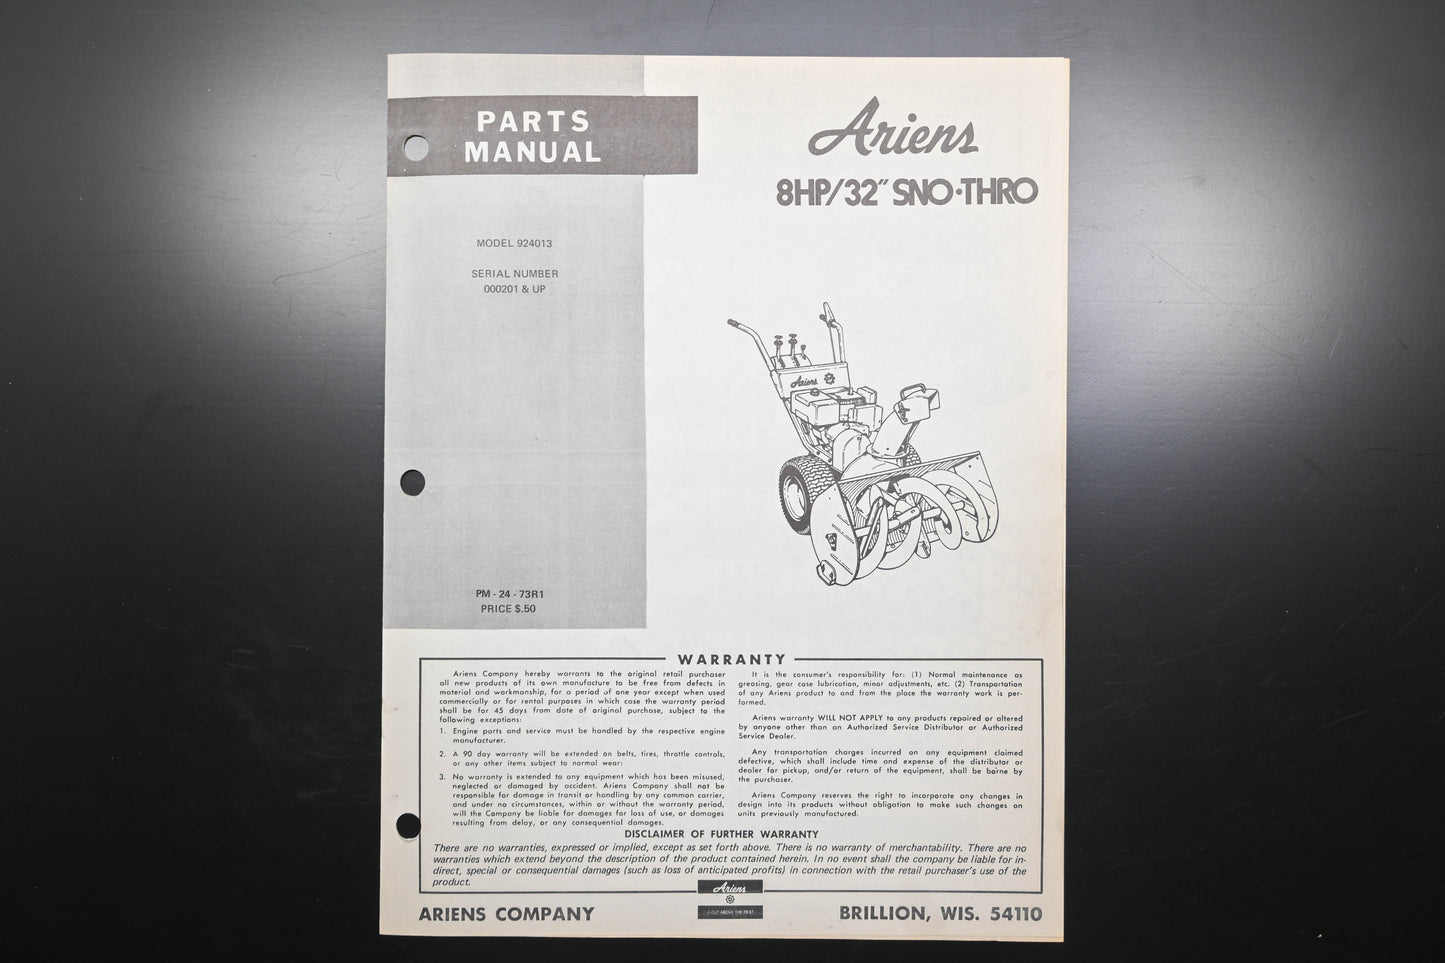 PARTS
MANUAL
Ariens
8HP/32" SNO·THRO
MODEL 924013
SERIAL NUMBER
000201 & UP
Ariens
PM - 24 - 73R1
PRICE $.50
WARRANTY
Ariens Company hereby warrants to the original retail purchaser
all new products of its own manufacture to be free from defects in
material and workmanship, for a period of one year except when used
commercially or for rental purposes in which case the warranty period
shall be for 45 days from date of original purchase, subject to the
following exceptions:
1. Engine parts and service must be handled by the respective engine
manufacturer.
2. A 90 day warranty will be extended on belts, tires, throttle controls,
or any other items subject to normal wear:
3. No warranty is extended to any equipment which has been misused,
neglected or damaged by accident. Ariens Company shall not be
responsible for damage in transit or handling by any common carrier,
and under no circumstances, within or without the warranty period,
will the Company be liable for damages for loss of use, or damages
resulting from delay, or any consequential damages.
It is the consumer's responsibility for: (1) Normal maintenance as
greasing, gear case lubrication, minor adjustments, etc. (2) Transportation
of any Ariens product to and from the place the warranty work is per-
formed.
Ariens warranty WILL NOT APPLY to any products repaired or altered
by anyone other than an Authorized Service Distributor or Authorized
Service Dealer.
Any transportation charges incurred on any equipment claimed
defective, which shall include time and expense of the distributor or
dealer for pickup, and/or return of the equipment, shall be borne by
the purchaser.
Ariens Company reserves the right to incorporate any changes in
design into its products without obligation to make such changes on
units previously manufactured.
DISCLAIMER OF FURTHER WARRANTY
There are no warranties, expressed or implied, except as set forth above. There is no warranty of merchantability. There are no
warranties which extend beyond the description of the product contained herein. In no event shall the company be liable for in-
direct, special or consequential damages (such as loss of anticipated profits) in connection with the retail purchaser's use of the
product.
Ariens
A CUT ABOVE THE REST
ARIENS COMPANY
BRILLION, WIS. 54110